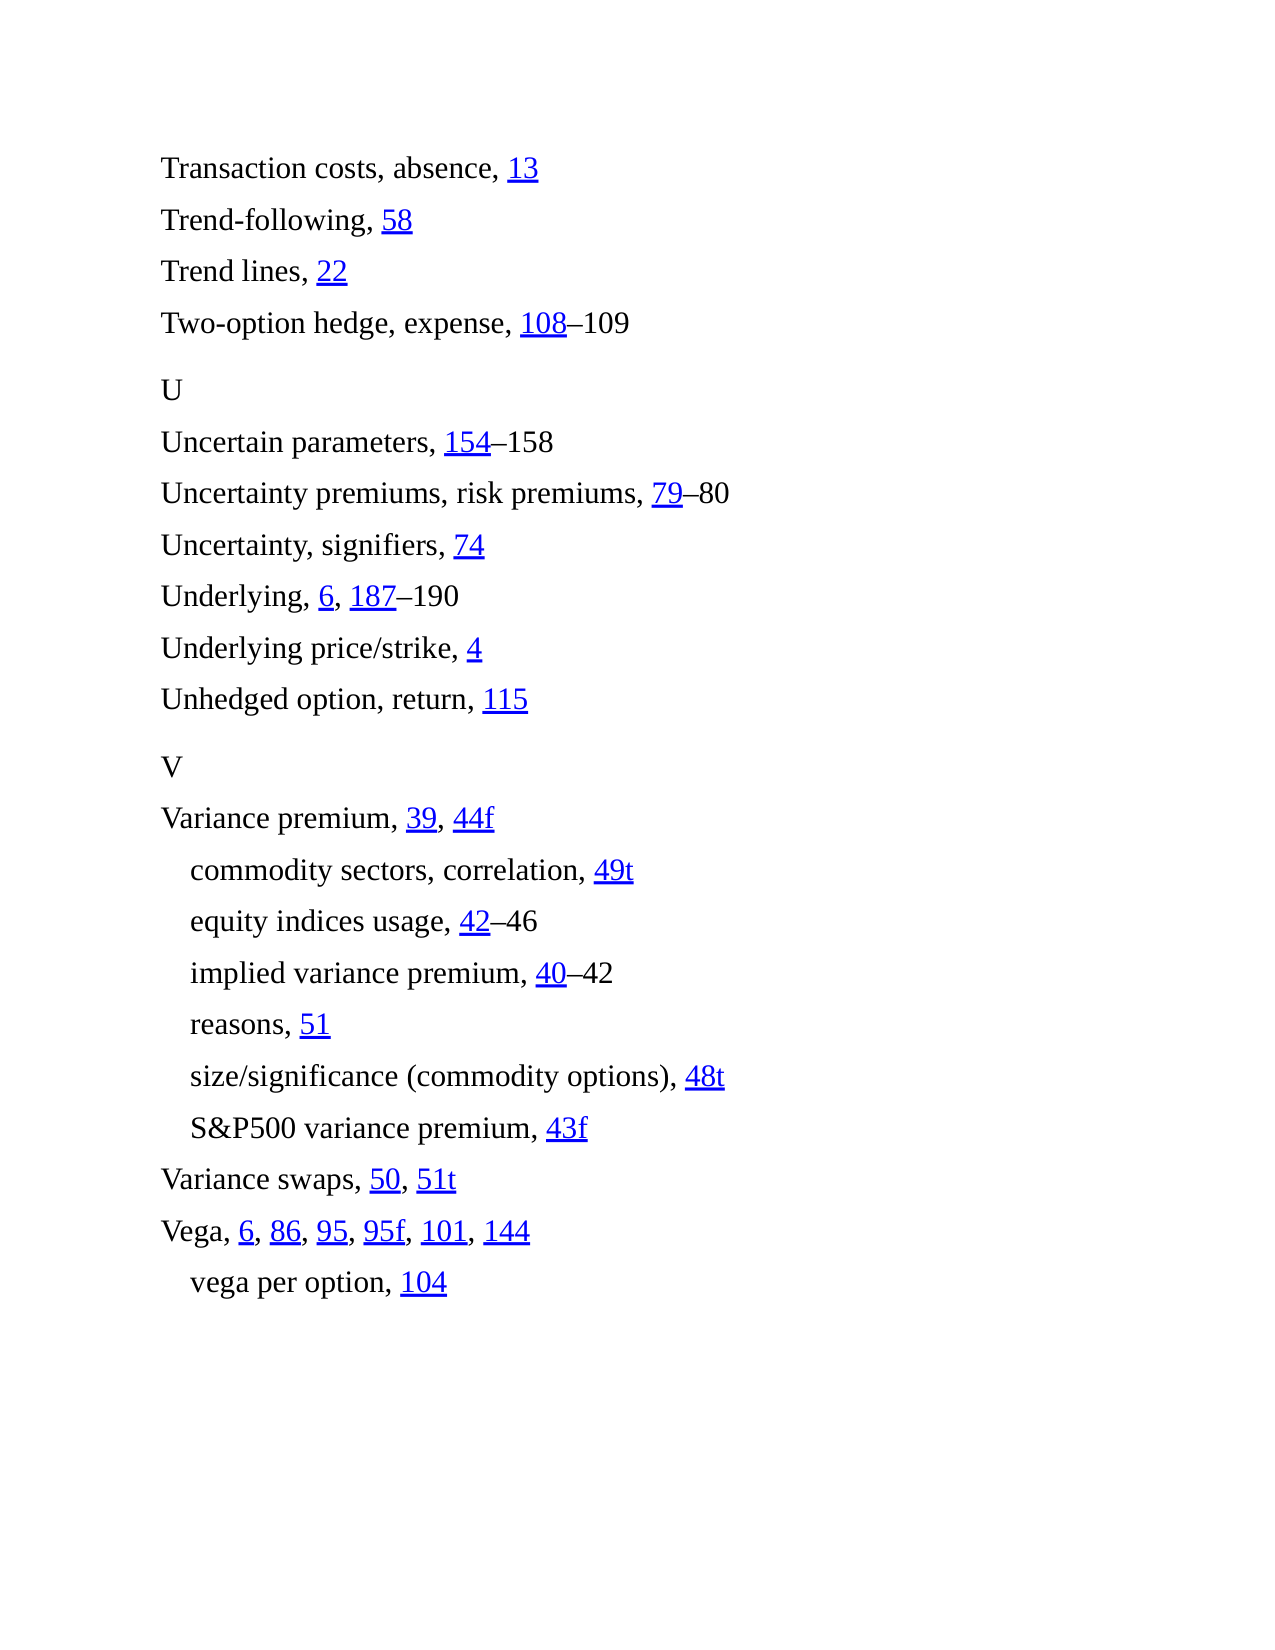 Transaction costs, absence, 13
Trend-following, 58
Trend lines, 22
Two-option hedge, expense, 108–109
U
Uncertain parameters, 154–158
Uncertainty premiums, risk premiums, 79–80
Uncertainty, signifiers, 74
Underlying, 6, 187–190
Underlying price/strike, 4
Unhedged option, return, 115
V
Variance premium, 39, 44f
commodity sectors, correlation, 49t
equity indices usage, 42–46
implied variance premium, 40–42
reasons, 51
size/significance (commodity options), 48t
S&P500 variance premium, 43f
Variance swaps, 50, 51t
Vega, 6, 86, 95, 95f, 101, 144
vega per option, 104